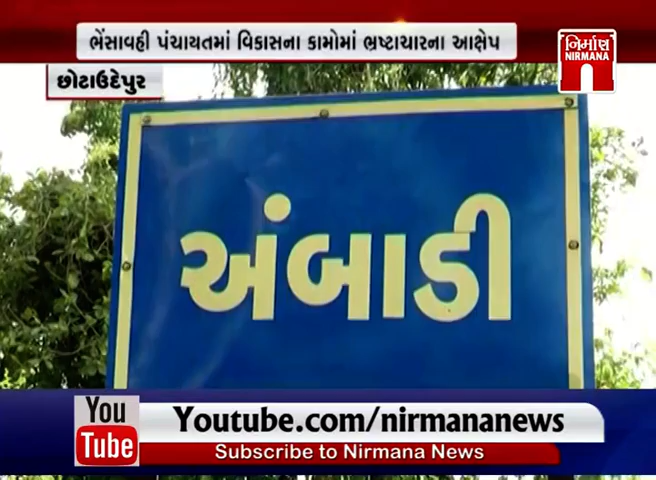 ભેંસાવહી પંચાયતમાં વિકાસના કામોમાં ભ્રષ્ટાચારના આક્ષેપ
નિર્માણ
NIRMANA
છોટાઉદેપુર
અંબાડી
You
Tube
Youtube.com/nirmananews
Subscribe to Nirmana News